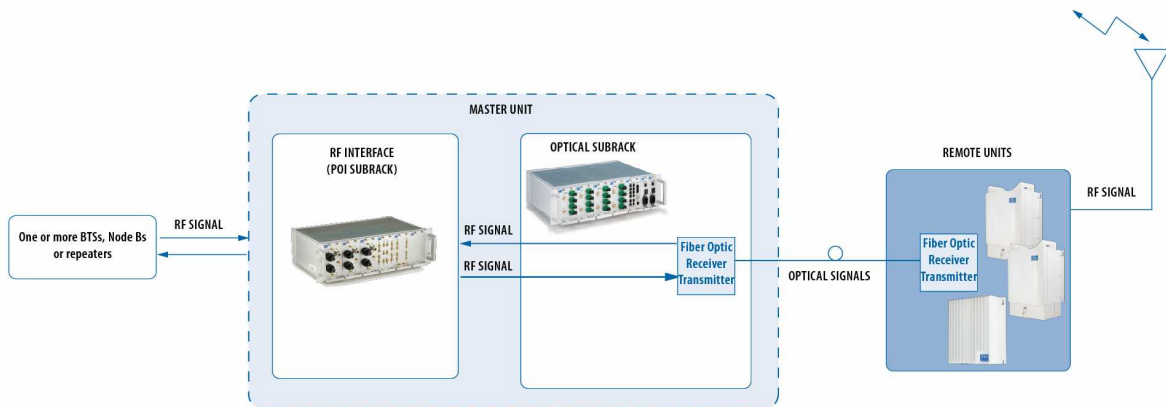 MASTER UNIT
RF INTERFACE
(POI SUBRACK)
OPTICAL SUBRACK
REMOTE UNITS
RF SIGNAL
One or more BTSs, Node Bs
or repeaters
RF SIGNAL
RF SIGNAL
RF SIGNAL
Fiber Optic
Receiver
Transmitter
OPTICAL SIGNALS
Fiber Optic
Receiver
Transmitter